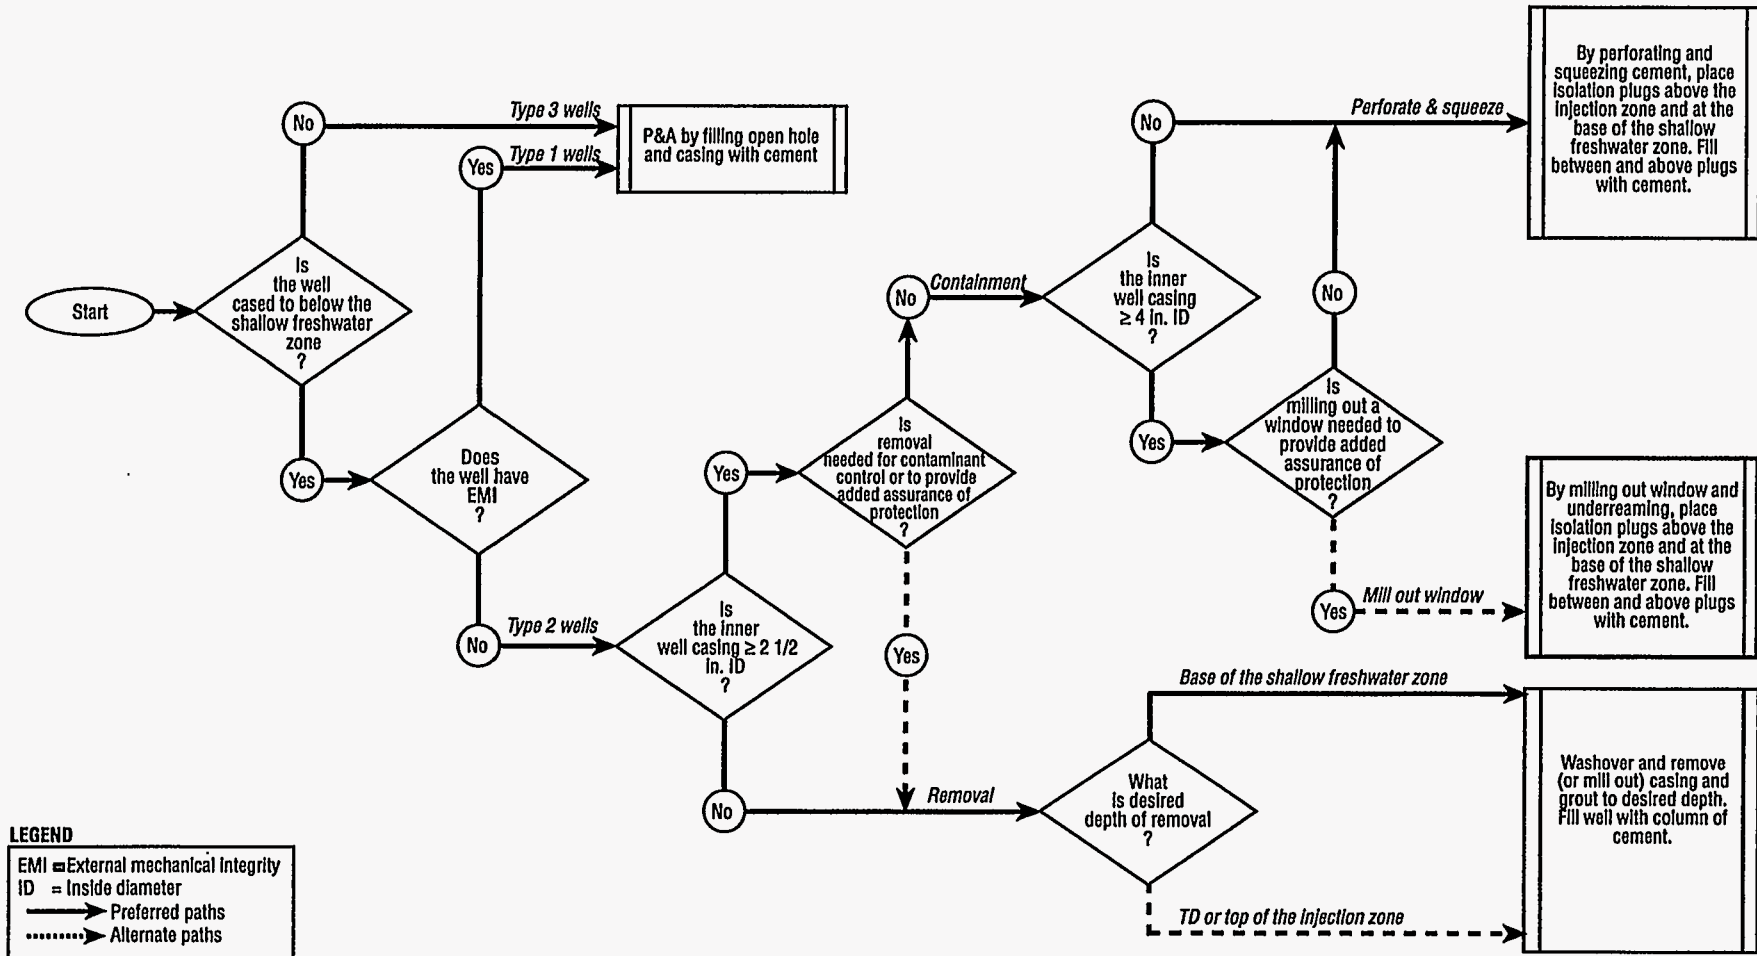 Start
Is
the well
cased to below the
shallow freshwater
zone
?
No
Type 3 wells
Yes
Type 1 wells
P&A by filling open hole
and casing with cement
Yes
Does
the well have
EMI
?
No
Type 2 wells
Is
the inner
well casing ≥ 2 1/2
in. ID
?
Yes
No
Is
removal
needed for contaminant
control or to provide
added assurance of
protection
?
No
Containment
Yes
Removal
Is
the inner
well casing
≥ 4 in. ID
?
No
Perforate & squeeze
Yes
Is
milling out a
window needed to
provide added
assurance of
protection
?
No
Yes
Mill out window
By perforating and
squeezing cement, place
isolation plugs above the
injection zone and at the
base of the shallow
freshwater zone. Fill
between and above plugs
with cement.
By milling out window and
underreaming, place
isolation plugs above the
injection zone and at the
base of the shallow
freshwater zone. Fill
between and above plugs
with cement.
What
is desired
depth of removal
?
Base of the shallow freshwater zone
TD or top of the injection zone
Washover and remove
(or mill out) casing and
grout to desired depth.
Fill well with column of
cement.
LEGEND
EMI = External mechanical integrity
ID = Inside diameter
Preferred paths
Alternate paths